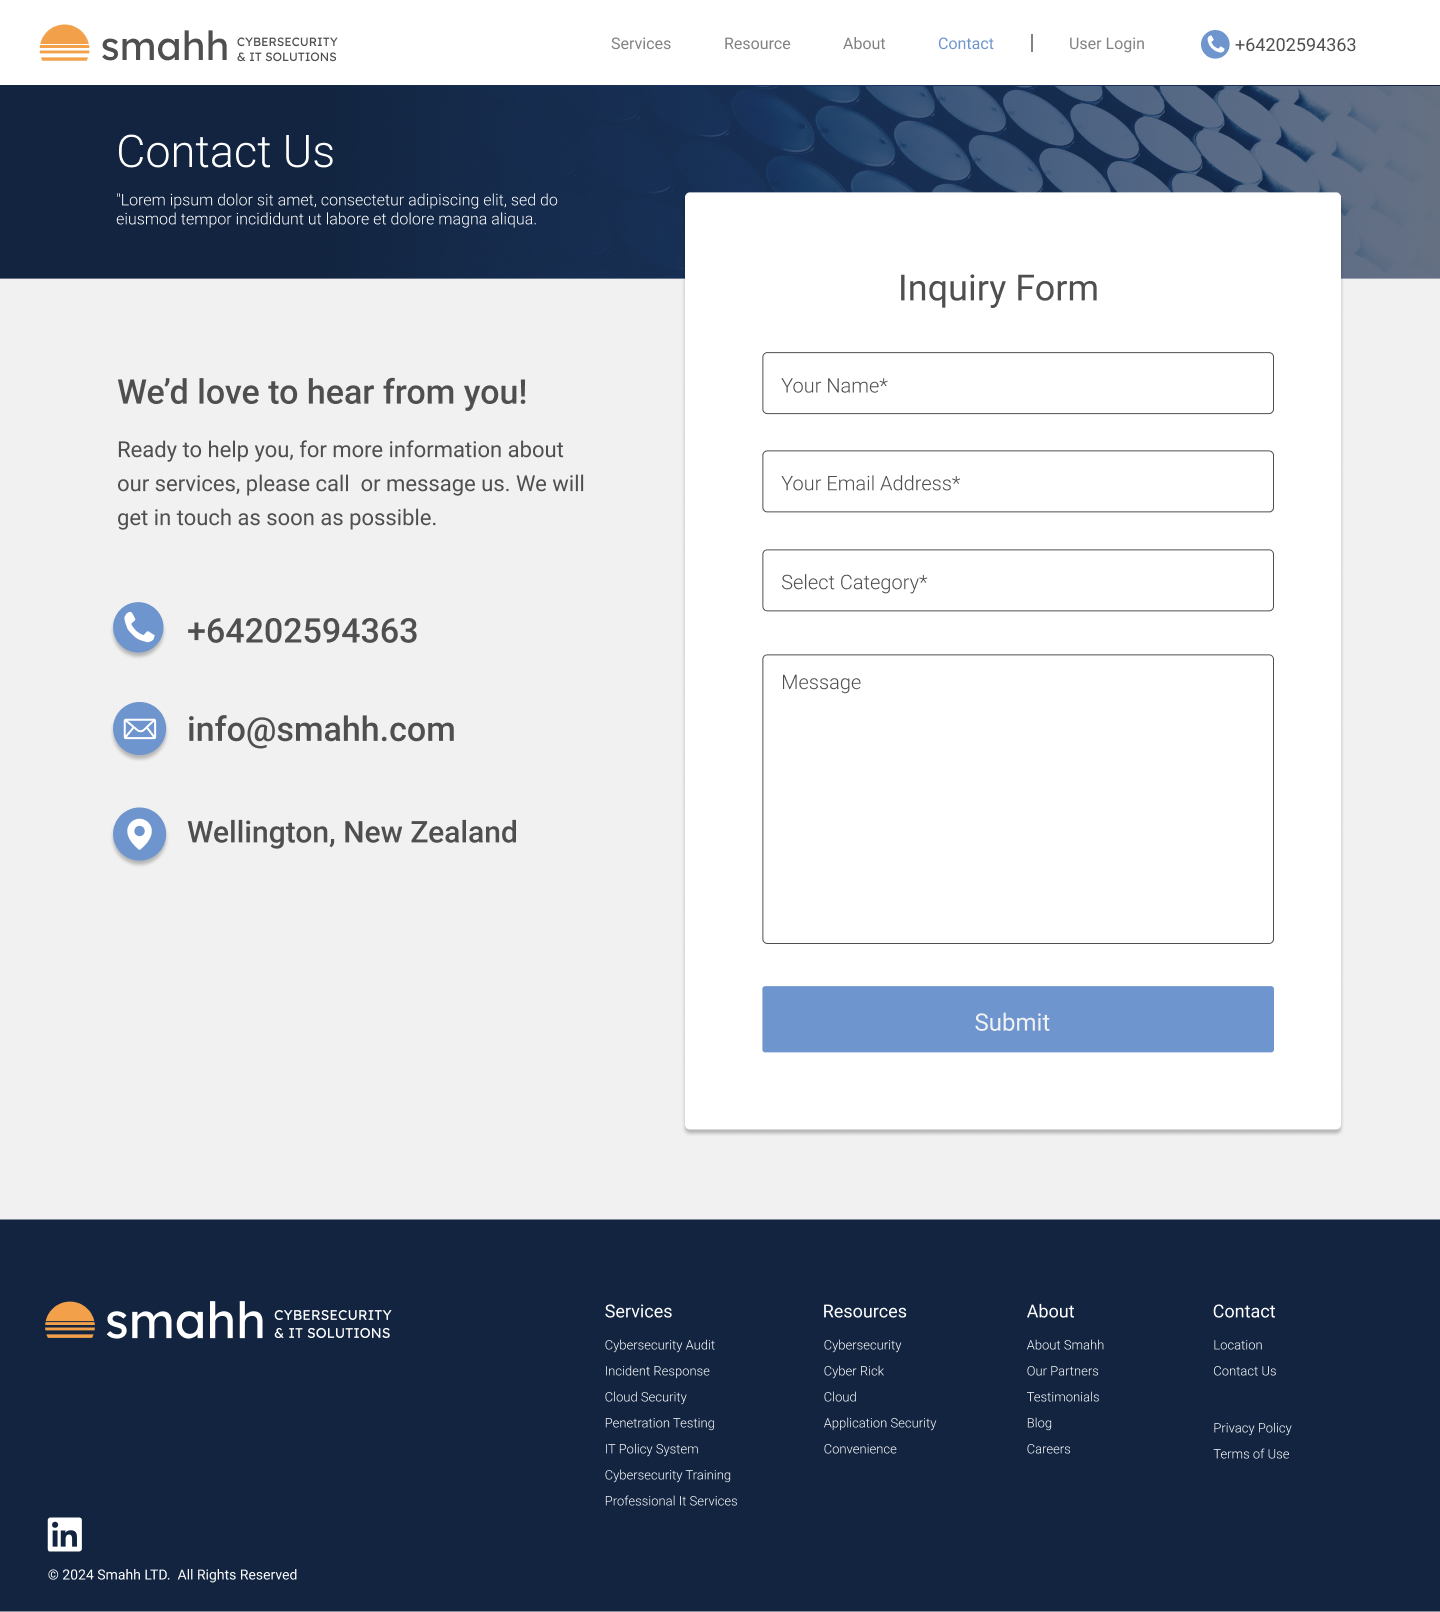 smahh CYBERSECURITY
& IT SOLUTIONS
Services Resource About Contact | User Login +64202594363
Contact Us
"Lorem ipsum dolor sit amet, consectetur adipiscing elit, sed do
eiusmod tempor incididunt ut labore et dolore magna aliqua.
We’d love to hear from you!
Ready to help you, for more information about
our services, please call  or message us. We will
get in touch as soon as possible.
+64202594363
info@smahh.com
Wellington, New Zealand
Inquiry Form
Your Name*
Your Email Address*
Select Category*
Message
Submit
smahh CYBERSECURITY
& IT SOLUTIONS
Services
Cybersecurity Audit
Incident Response
Cloud Security
Penetration Testing
IT Policy System
Cybersecurity Training
Professional It Services
Resources
Cybersecurity
Cyber Rick
Cloud
Application Security
Convenience
About
About Smahh
Our Partners
Testimonials
Blog
Careers
Contact
Location
Contact Us
Privacy Policy
Terms of Use
in
© 2024 Smahh LTD.  All Rights Reserved